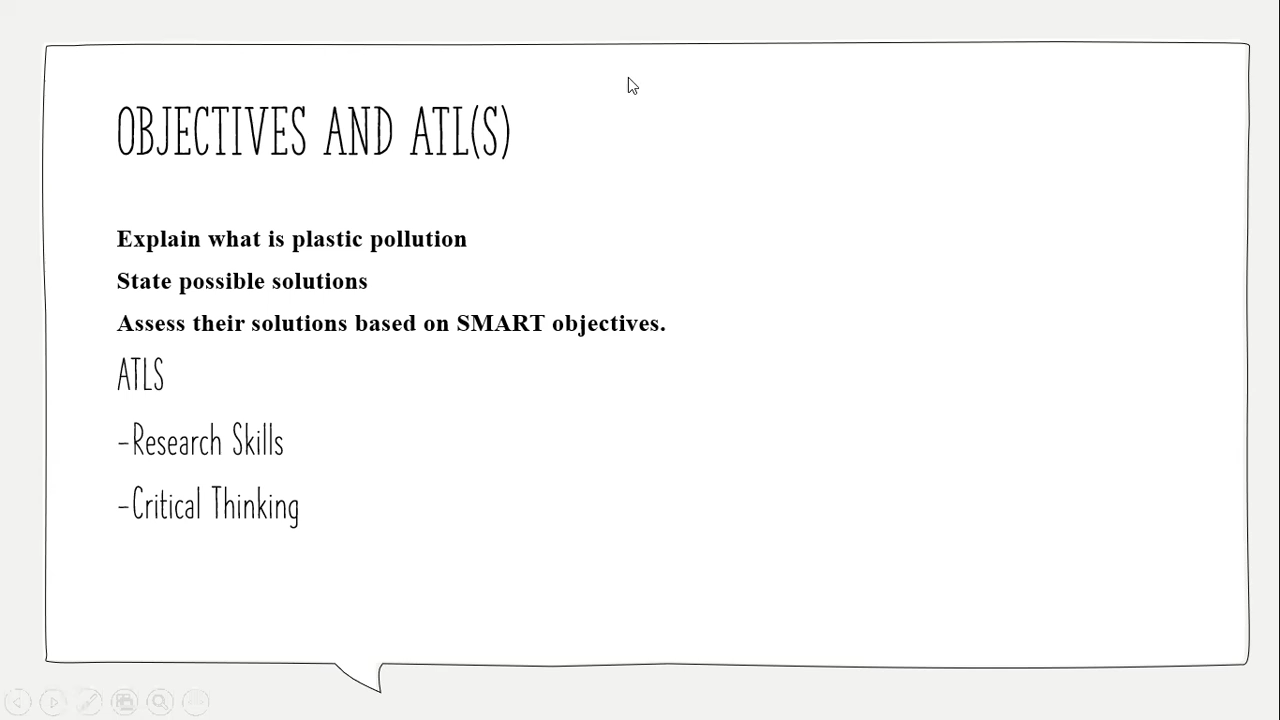 OBJECTIVES AND ATL(S)
Explain what is plastic pollution
State possible solutions
Assess their solutions based on SMART objectives.
ATLS
-Research Skills
-Critical Thinking